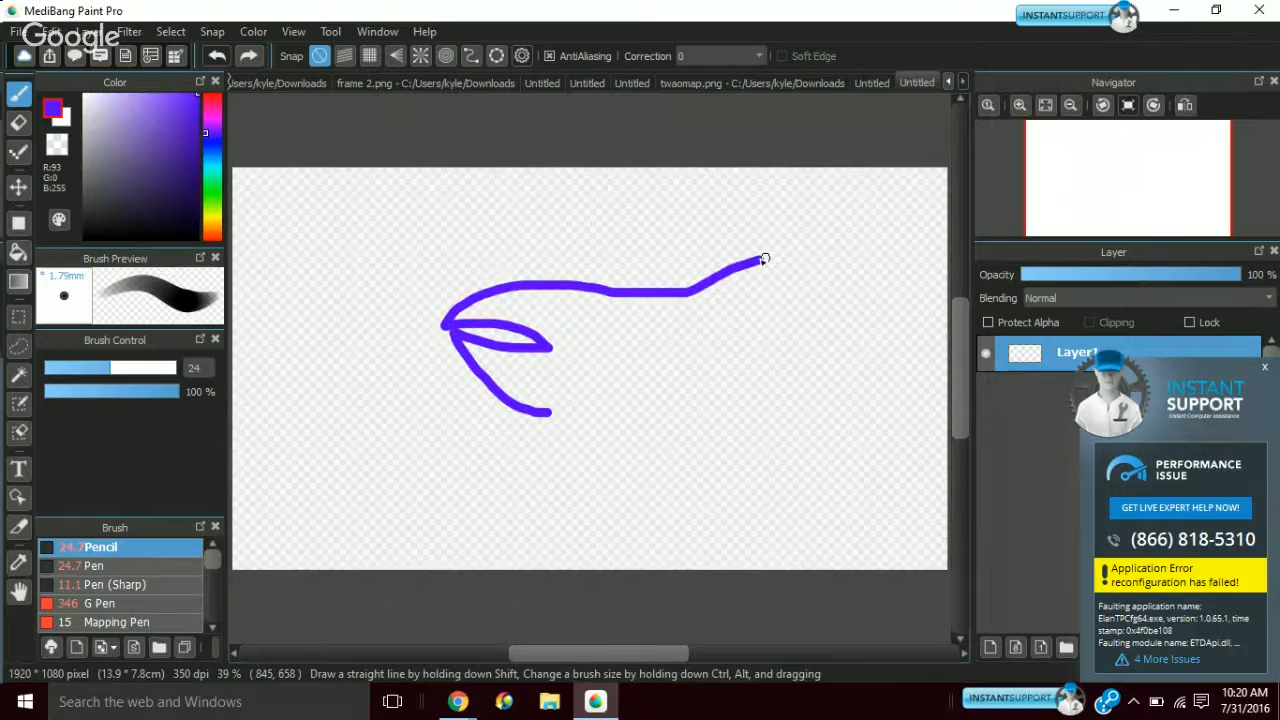 MediBang Paint Pro
INSTANTSUPPORT
File Edit Layer Filter Select Snap Color View Tool Window Help
Google
Snap AntiAliasing Correction 0 Soft Edge
Color
Users/kyle/Downloads frame 2.png - C:/Users/kyle/Downloads Untitled Untitled Untitled twaomap.png - C:/Users/kyle/Downloads Untitled Untitled
Navigator
R:93
G:0
B:255
Brush Preview
* 1.79mm
Layer
Opacity 100 %
Blending Normal
Protect Alpha Clipping Lock
Layer1
Brush Control
24
100 %
Brush
24.7 Pencil
24.7 Pen
11.1 Pen (Sharp)
346 G Pen
15 Mapping Pen
x
INSTANT
SUPPORT
Instant Computer assistance
PERFORMANCE
ISSUE
GET LIVE EXPERT HELP NOW!
(866) 818-5310
Application Error
reconfiguration has failed!
Faulting application name:
ElanTPCfg64.exe, version: 1.0.65.1, time
stamp: 0x4f0be108
Faulting module name: ETDApi.dll, ..
4 More Issues
1920 * 1080 pixel (13.9 * 7.8cm) 350 dpi 39 % ( 845, 658 ) Draw a straight line by holding down Shift, Change a brush size by holding down Ctrl, Alt, and dragging
Search the web and Windows
INSTANTSUPPORT
10:20 AM
7/31/2016